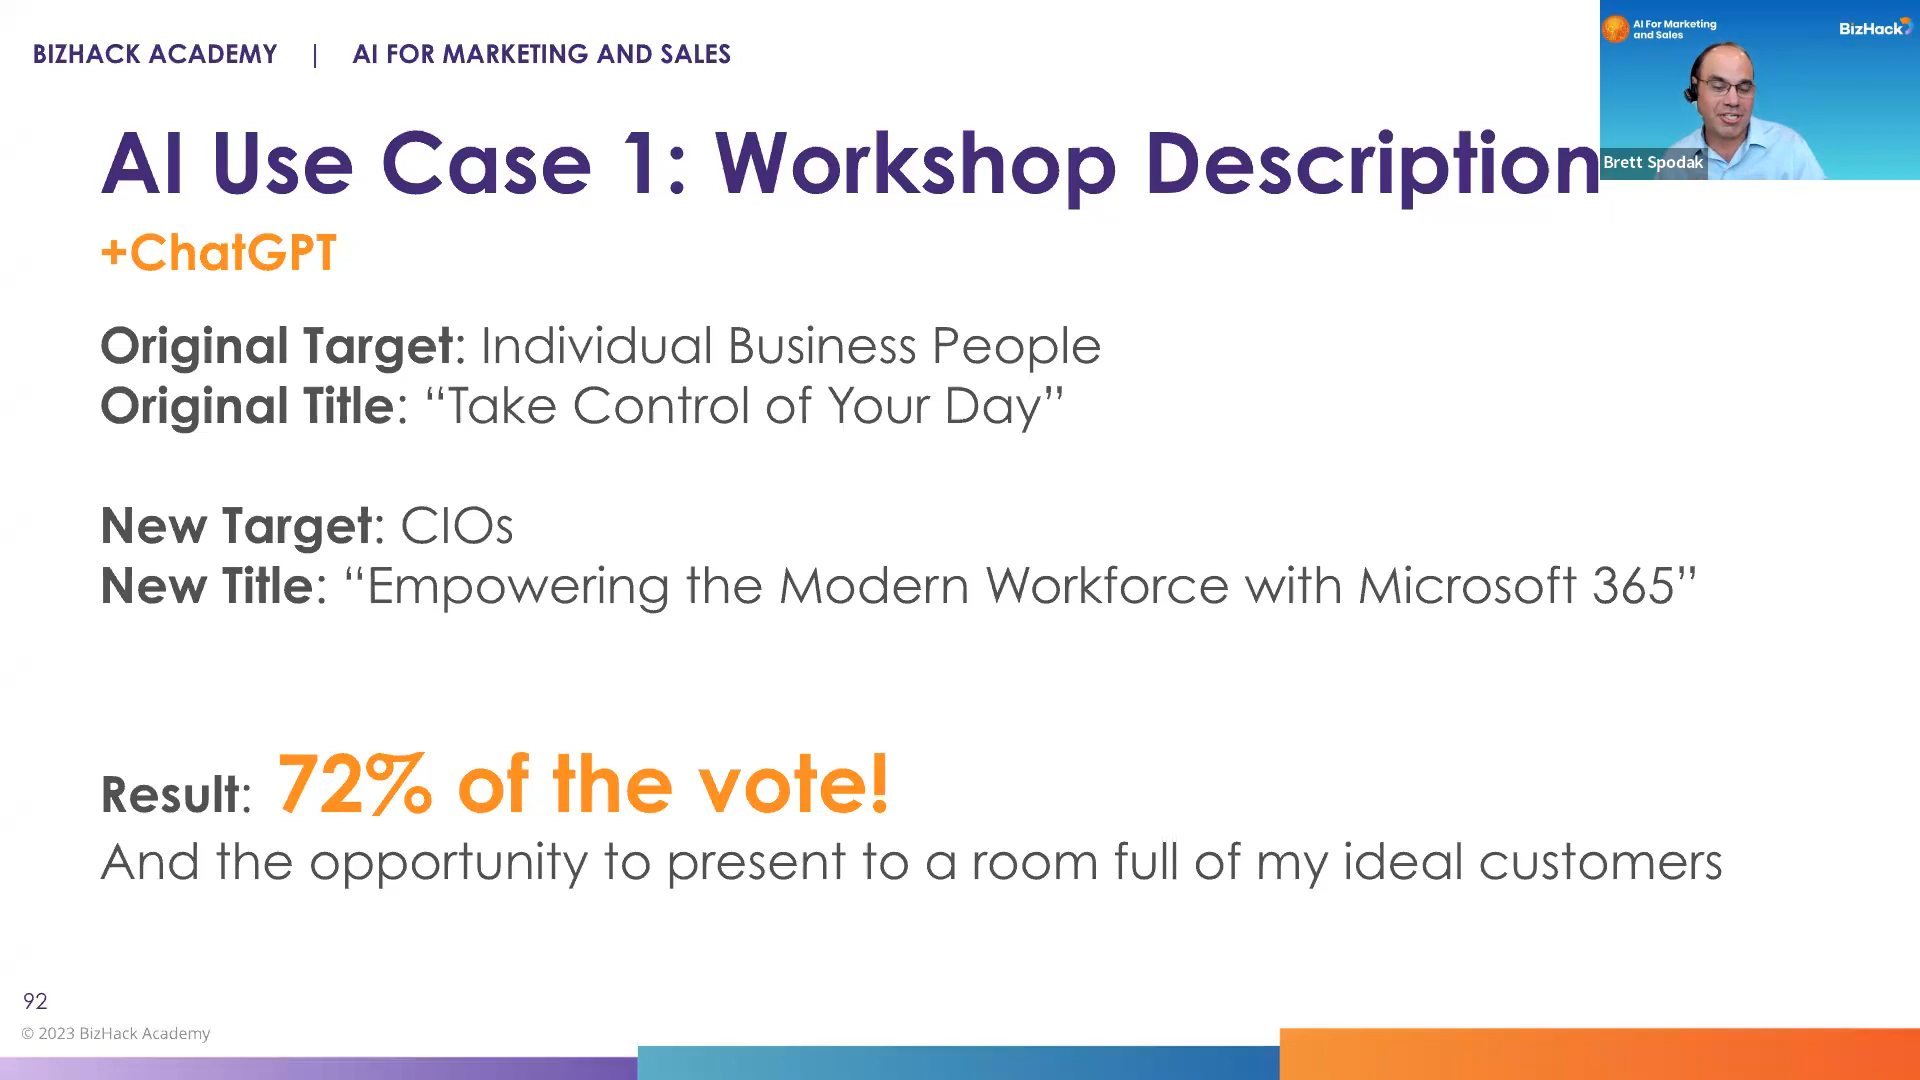 BIZHACK ACADEMY | AI FOR MARKETING AND SALES
AI For Marketing
and Sales
BizHack
Brett Spodak
AI Use Case 1: Workshop Description
+ChatGPT
Original Target: Individual Business People
Original Title: “Take Control of Your Day”
New Target: CIOs
New Title: “Empowering the Modern Workforce with Microsoft 365”
Result: 72% of the vote!
And the opportunity to present to a room full of my ideal customers
92
© 2023 BizHack Academy